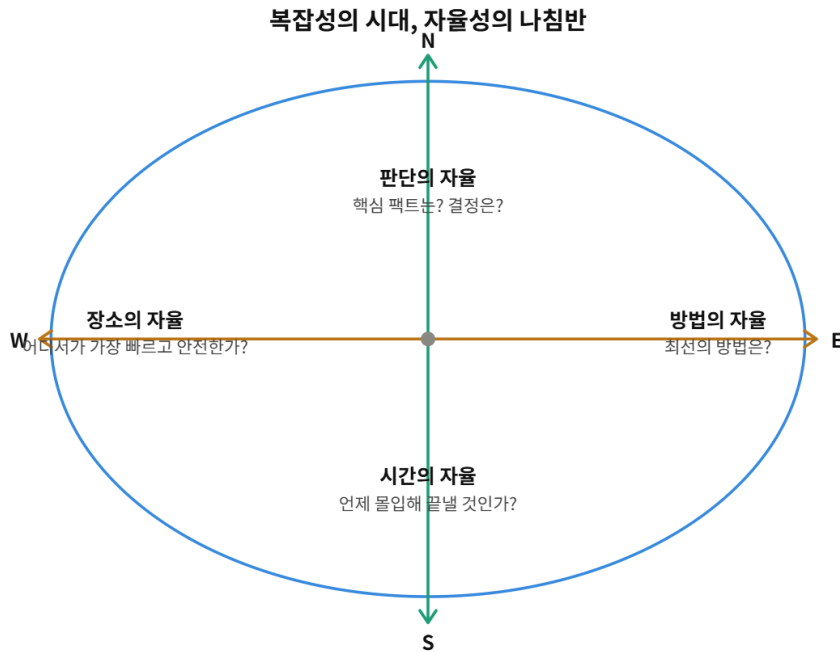 복잡성의 시대, 자율성의 나침반
N
판단의 자율
핵심 팩트는? 결정은?
장소의 자율
방법의 자율
W
어디서가 가장 빠르고 안전한가?
최선의 방법은?
E
시간의 자율
언제 몰입해 끝낼 것인가?
S